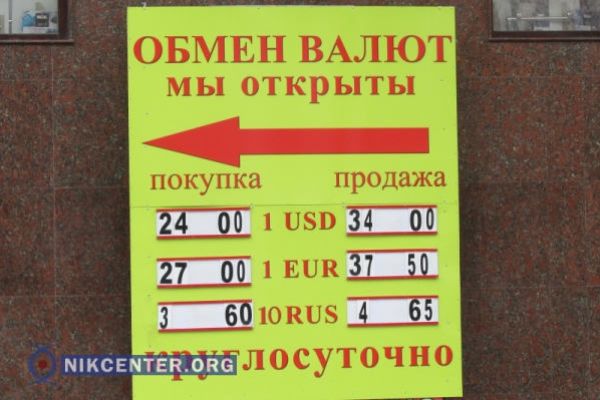 ОБМЕН ВАЛЮТ
мы открыты
покупка продажа
24 00 1 USD 34 00
27 00 1 EUR 37 50
3 60 10 RUS 4 65
круглосуточно
NIKCENTER.ORG